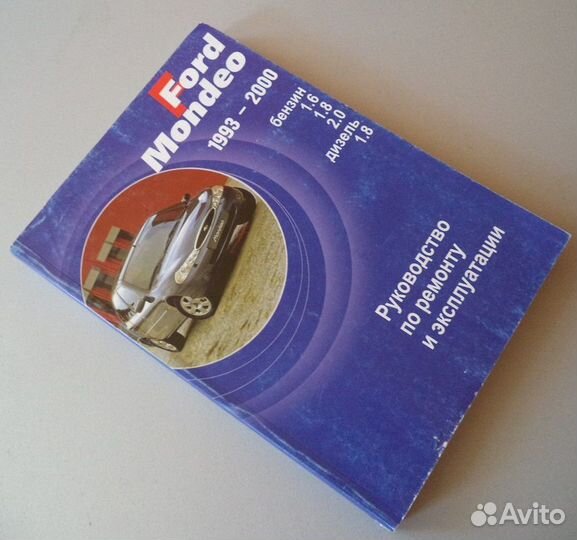 Ford
Mondeo
1993 – 2000
бензин
1.6
1.8
2.0
дизель
1.8
Руководство
по ремонту
и эксплуатации
Avito